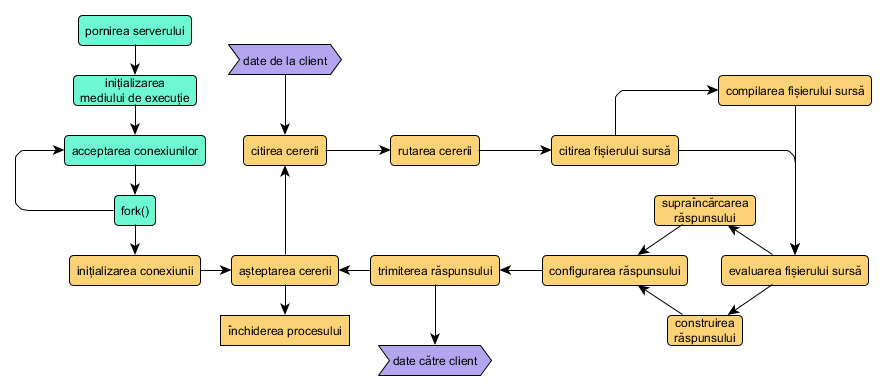 pornirea serverului
inițializarea
mediului de execuție
acceptarea conexiunilor
fork()
inițializarea conexiunii
date de la client
citirea cererii
rutarea cererii
citirea fișierului sursă
compilarea fișierului sursă
evaluarea fișierului sursă
supraîncărcarea
răspunsului
construirea
răspunsului
configurarea răspunsului
trimiterea răspunsului
date către client
așteptarea cererii
închiderea procesului